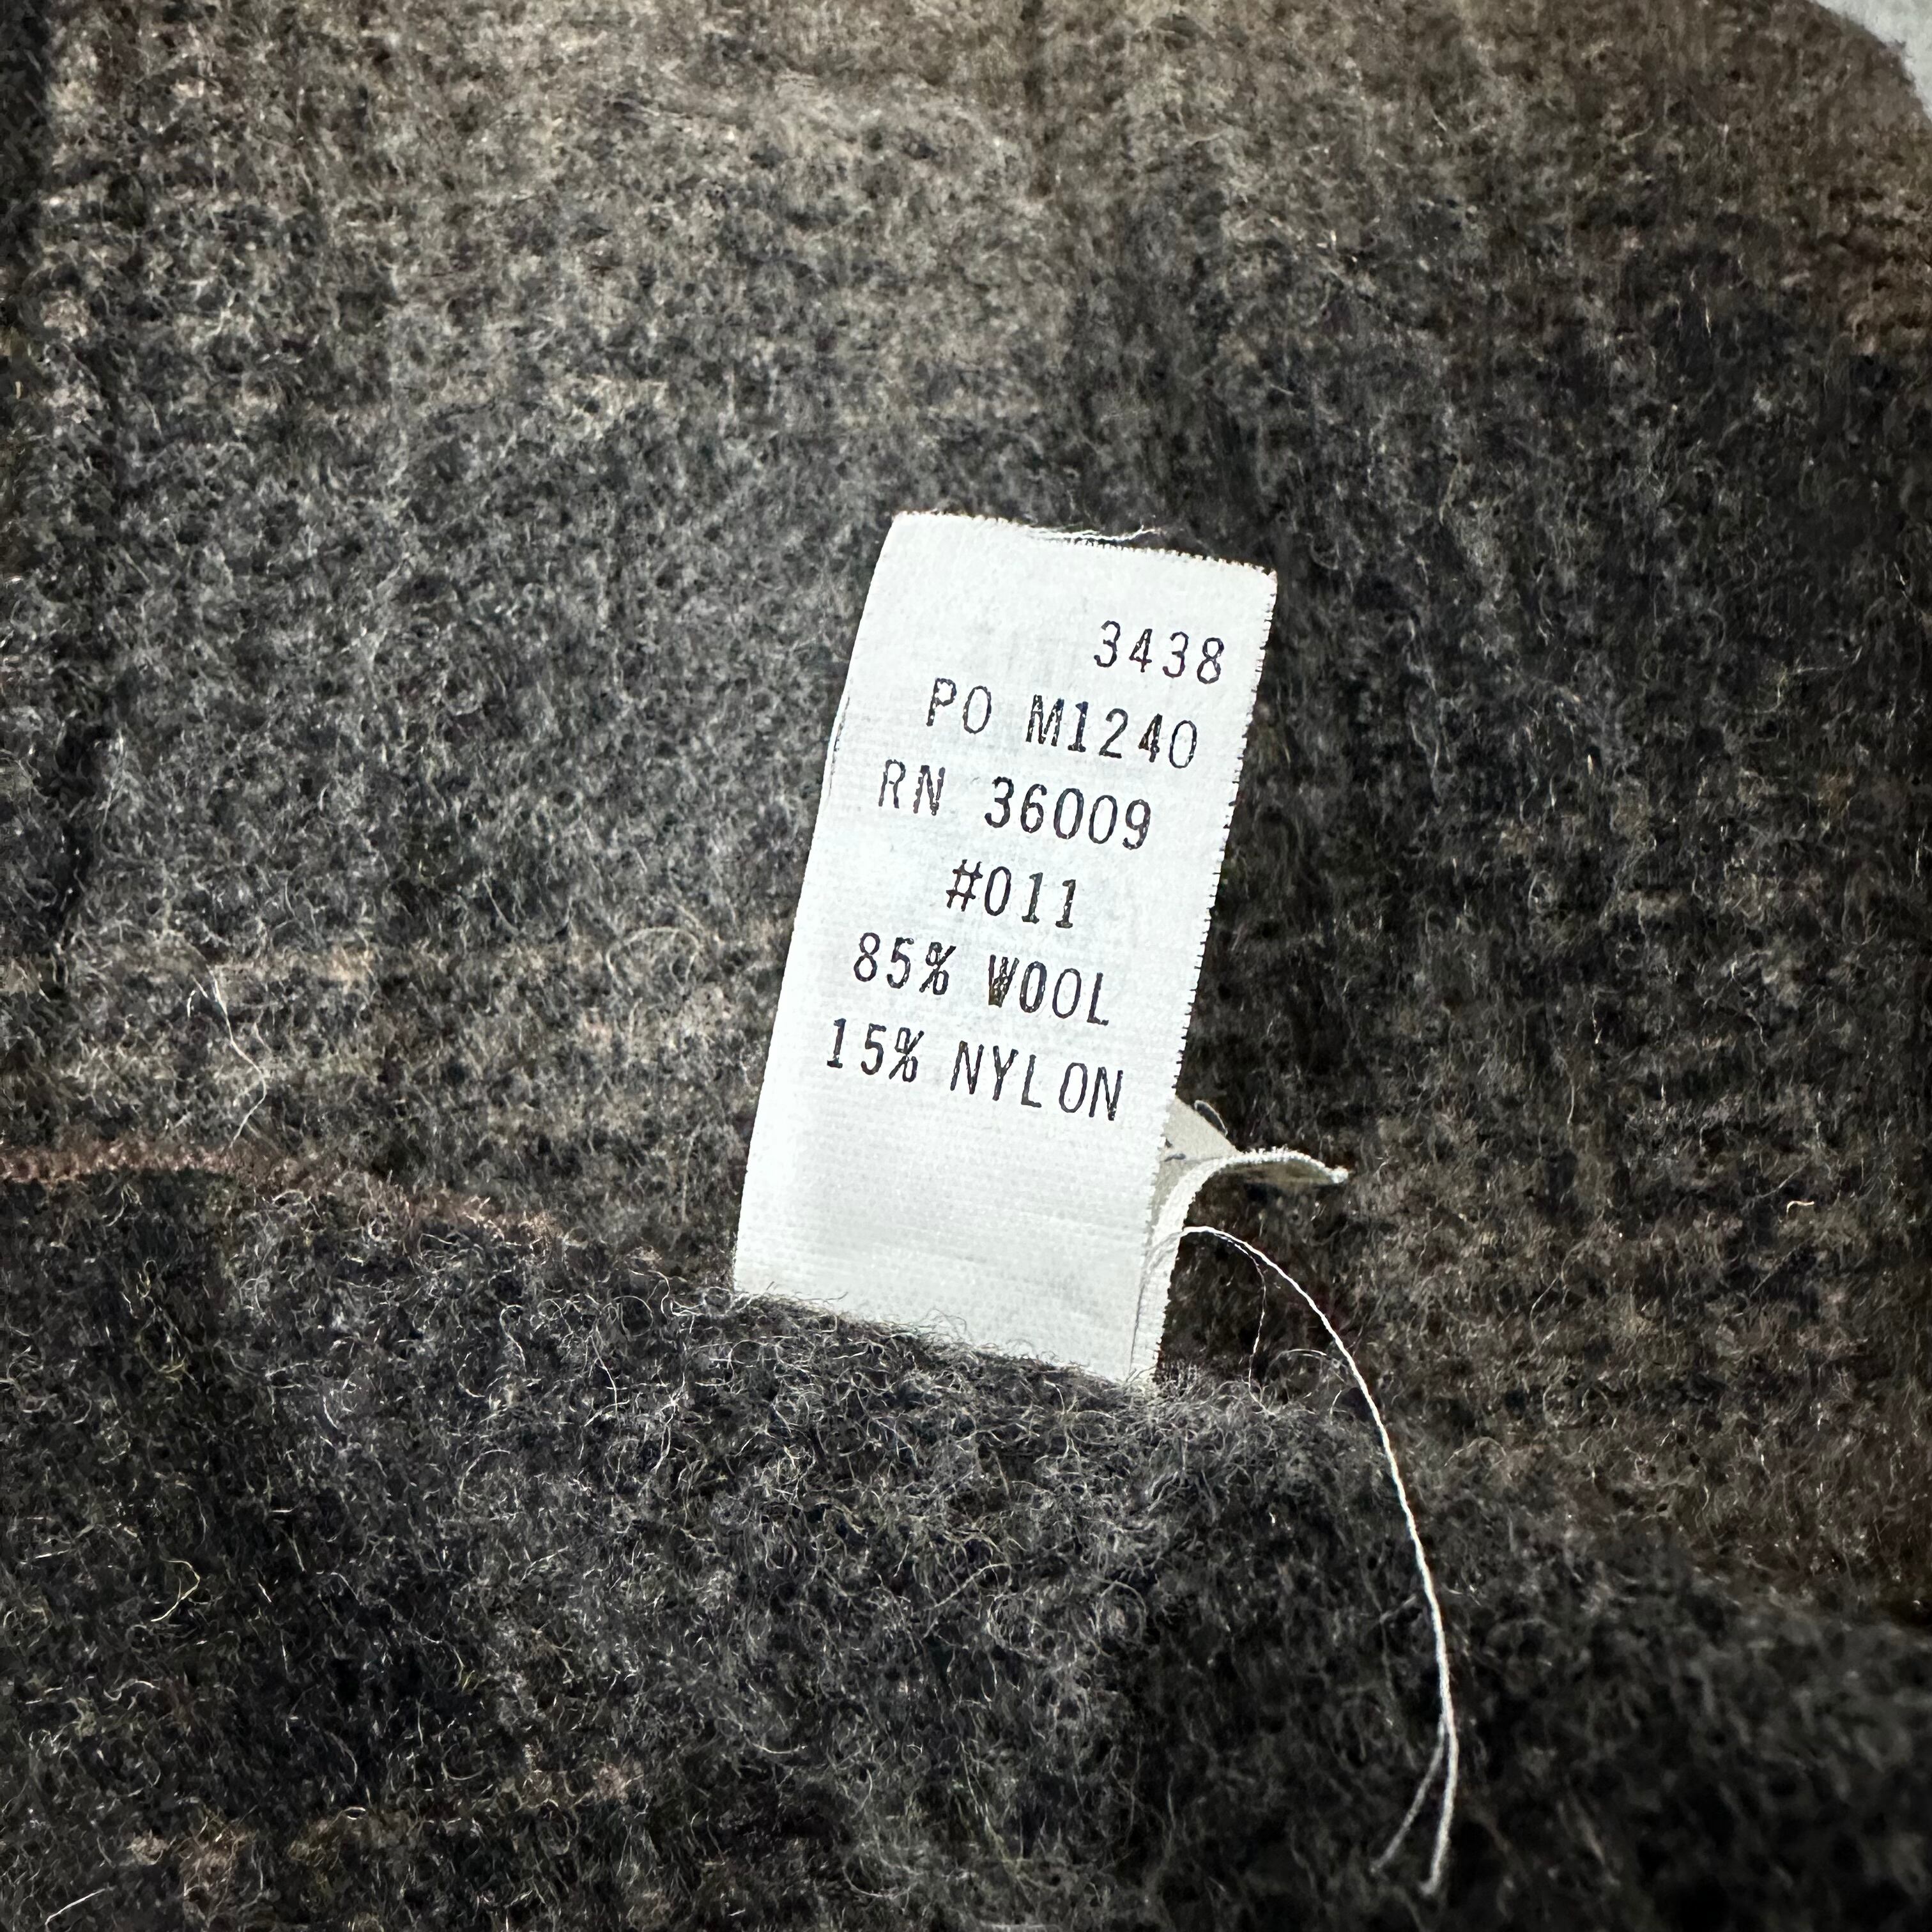 3438
PO M1240
RN 36009
#011
85% WOOL
15% NYLON